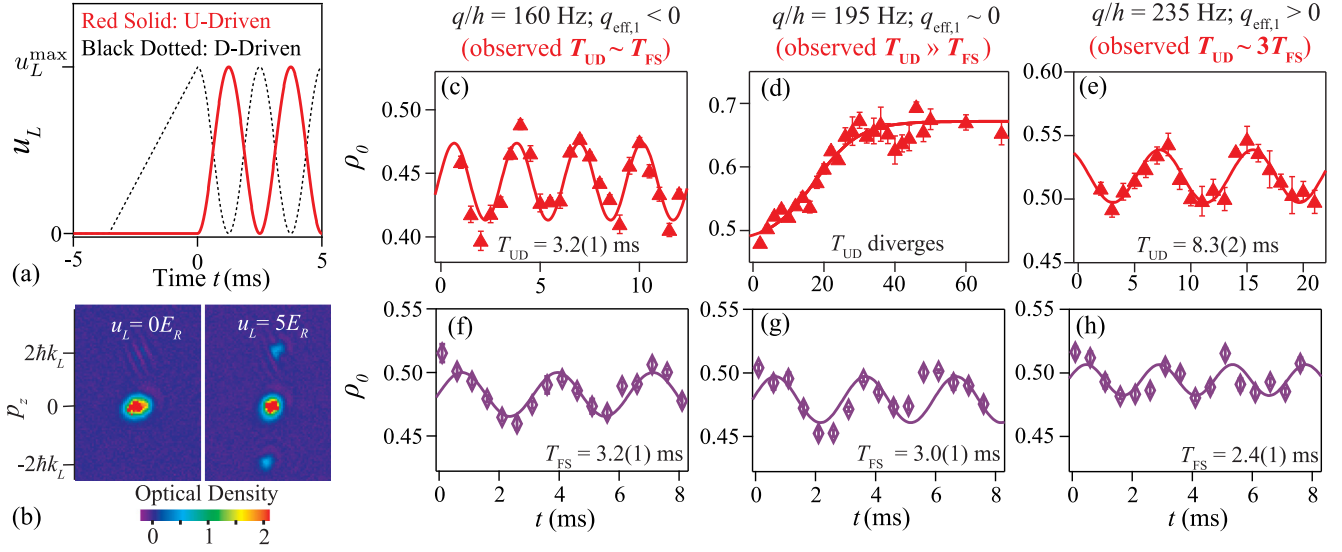 Red Solid: U-Driven
Black Dotted: D-Driven
u_L^max
u_L
0
-5
0
5
Time t (ms)
(a)
u_L = 0E_R
u_L = 5E_R
2ħk_L
0
-2ħk_L
p_z
Optical Density
0
1
2
(b)
q/h = 160 Hz; q_eff,1 < 0
(observed T_UD ~ T_FS)
(c)
0.50
0.45
0.40
ρ_0
T_UD = 3.2(1) ms
0
5
10
q/h = 195 Hz; q_eff,1 ~ 0
(observed T_UD » T_FS)
(d)
0.7
0.6
0.5
T_UD diverges
0
20
40
60
q/h = 235 Hz; q_eff,1 > 0
(observed T_UD ~ 3T_FS)
0.60
(e)
0.55
0.50
0.45
T_UD = 8.3(2) ms
0
5
10
15
20
0.55
(f)
0.50
0.45
ρ_0
T_FS = 3.2(1) ms
0
2
4
6
8
t (ms)
0.55
(g)
0.50
0.45
T_FS = 3.0(1) ms
0
2
4
6
8
t (ms)
0.55
(h)
0.50
0.45
T_FS = 2.4(1) ms
0
2
4
6
8
t (ms)